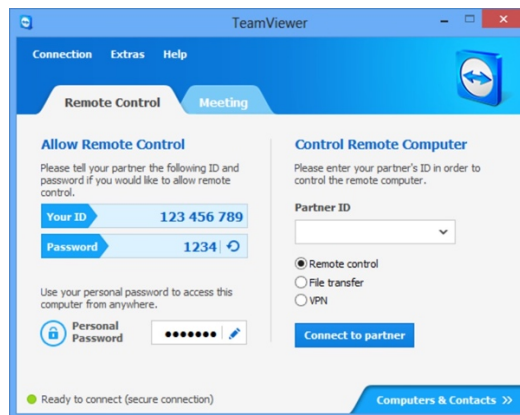 TeamViewer
Connection Extras Help
Remote Control Meeting
Allow Remote Control
Please tell your partner the following ID and
password if you would like to allow remote
control.
Your ID 123 456 789
Password 1234
Use your personal password to access this
computer from anywhere.
Personal
Password
Control Remote Computer
Please enter your partner's ID in order to
control the remote computer.
Partner ID
Remote control
File transfer
VPN
Connect to partner
Ready to connect (secure connection)
Computers & Contacts >>